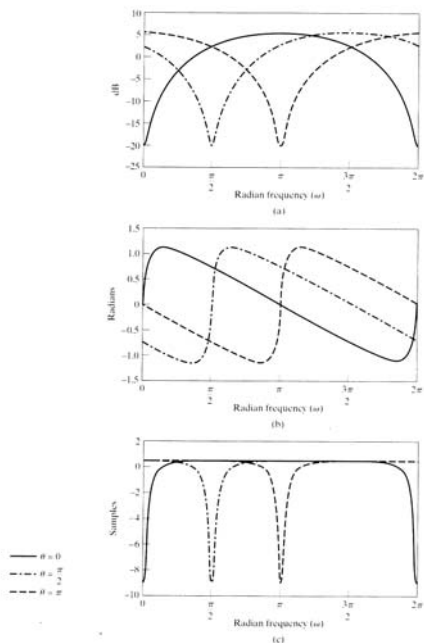 10
5
0
-5
-10
-15
-20
-25
dB
0
π/2
π
3π/2
2π
Radian frequency (ω)
(a)
1.5
1.0
0.5
0
-0.5
-1.0
-1.5
Radians
0
π/2
π
3π/2
2π
Radian frequency (ω)
(b)
2
0
-2
-4
-6
-8
-10
Samples
0
π/2
π
3π/2
2π
Radian frequency (ω)
(c)
θ = 0
θ = π/2
θ = π